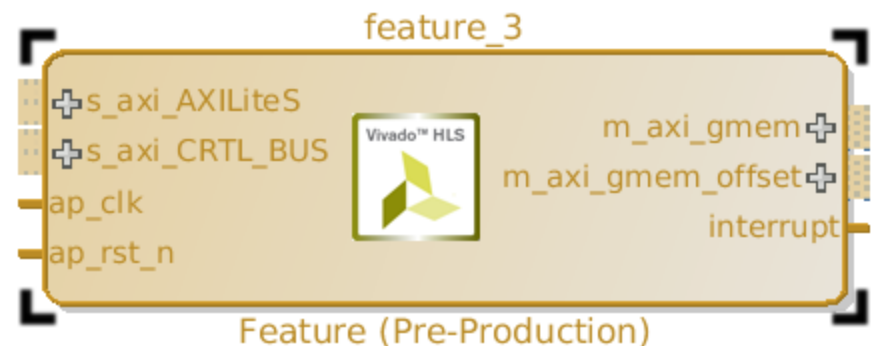 feature_3
s_axi_AXILiteS
s_axi_CRTL_BUS
ap_clk
ap_rst_n
Vivado™ HLS
m_axi_gmem
m_axi_gmem_offset
interrupt
Feature (Pre-Production)